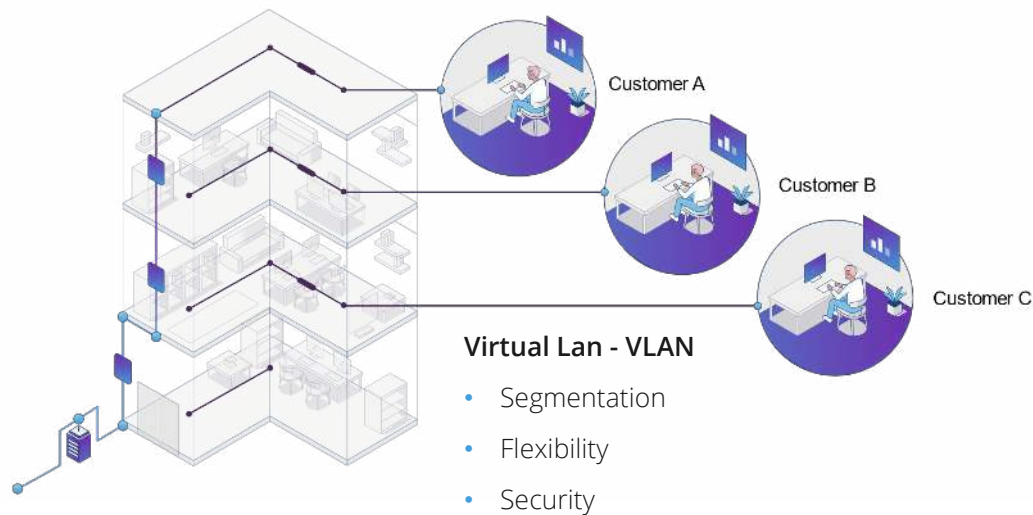 Customer A
Customer B
Customer C
Virtual Lan - VLAN
• Segmentation
• Flexibility
• Security